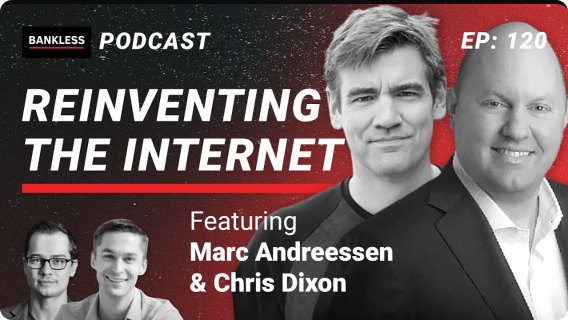 BANKLESS PODCAST EP: 120
REINVENTING
THE INTERNET
Featuring
Marc Andreessen
& Chris Dixon